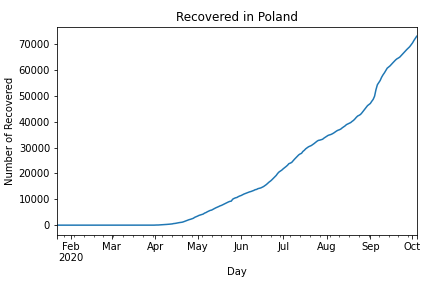 Recovered in Poland
Number of Recovered
70000
60000
50000
40000
30000
20000
10000
0
Feb Mar Apr May Jun Jul Aug Sep Oct
2020
Day